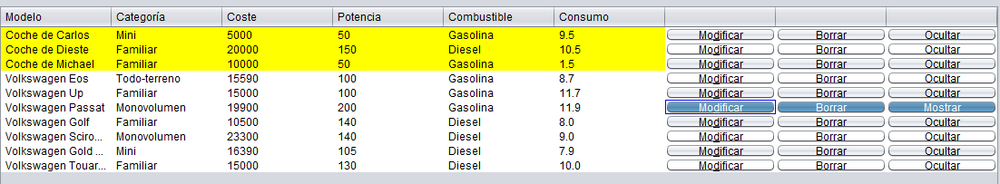 Modelo Categoría Coste Potencia Combustible Consumo
Coche de Carlos Mini 5000 50 Gasolina 9.5 Modificar Borrar Ocultar
Coche de Dieste Familiar 20000 150 Diesel 10.5 Modificar Borrar Ocultar
Coche de Michael Familiar 10000 50 Gasolina 1.5 Modificar Borrar Ocultar
Volkswagen Eos Todo-terreno 15590 100 Gasolina 8.7 Modificar Borrar Ocultar
Volkswagen Up Familiar 15000 100 Gasolina 11.7 Modificar Borrar Ocultar
Volkswagen Passat Monovolumen 19900 200 Gasolina 11.9 Modificar Borrar Mostrar
Volkswagen Golf Familiar 10500 140 Diesel 8.0 Modificar Borrar Ocultar
Volkswagen Sciro... Monovolumen 23300 140 Diesel 9.0 Modificar Borrar Ocultar
Volkswagen Gold ... Mini 16390 105 Diesel 7.9 Modificar Borrar Ocultar
Volkswagen Touar... Familiar 15000 130 Diesel 10.0 Modificar Borrar Ocultar